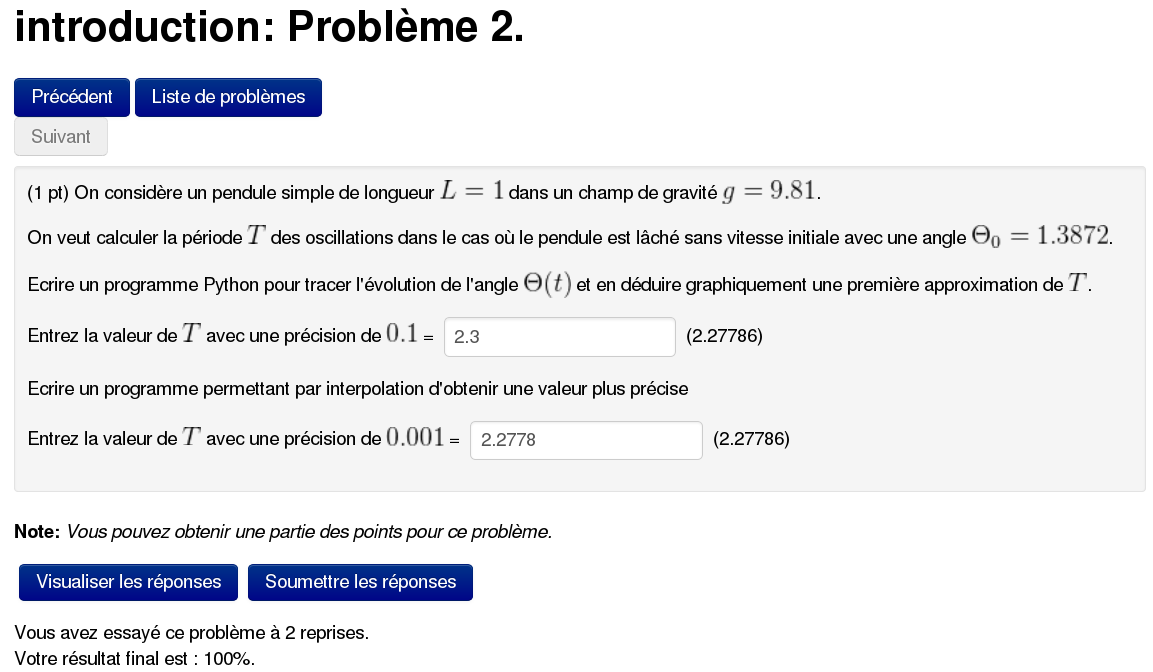 introduction: Problème 2.
Précédent Liste de problèmes
Suivant
(1 pt) On considère un pendule simple de longueur L = 1 dans un champ de gravité g = 9.81.
On veut calculer la période T des oscillations dans le cas où le pendule est lâché sans vitesse initiale avec une angle Θ₀ = 1.3872.
Ecrire un programme Python pour tracer l'évolution de l'angle Θ(t) et en déduire graphiquement une première approximation de T.
Entrez la valeur de T avec une précision de 0.1 = 2.3 (2.27786)
Ecrire un programme permettant par interpolation d'obtenir une valeur plus précise
Entrez la valeur de T avec une précision de 0.001 = 2.2778 (2.27786)
Note: Vous pouvez obtenir une partie des points pour ce problème.
Visualiser les réponses Soumettre les réponses
Vous avez essayé ce problème à 2 reprises.
Votre résultat final est : 100%.